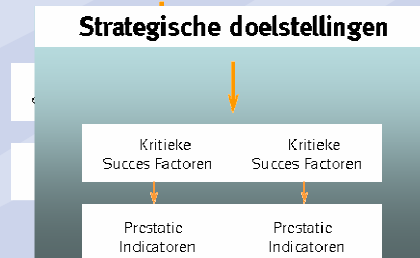 Strategische doelstellingen
Kritieke Kritieke
Succes Factoren Succes Factoren
Prestatie Prestatie
Indicatoren Indicatoren